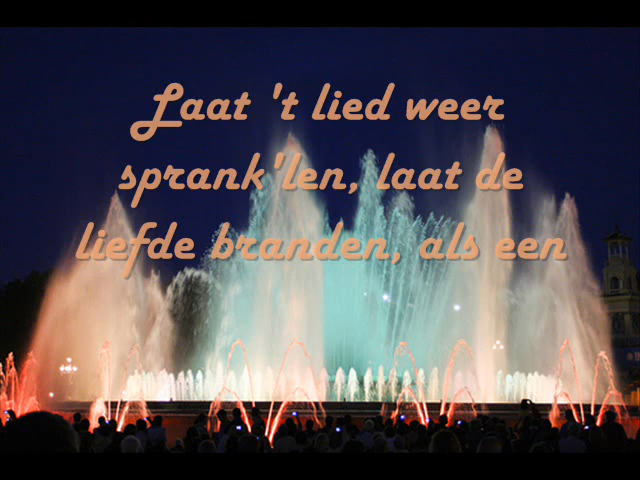 Laat 't lied weer
sprank'len, laat de
liefde branden, als een